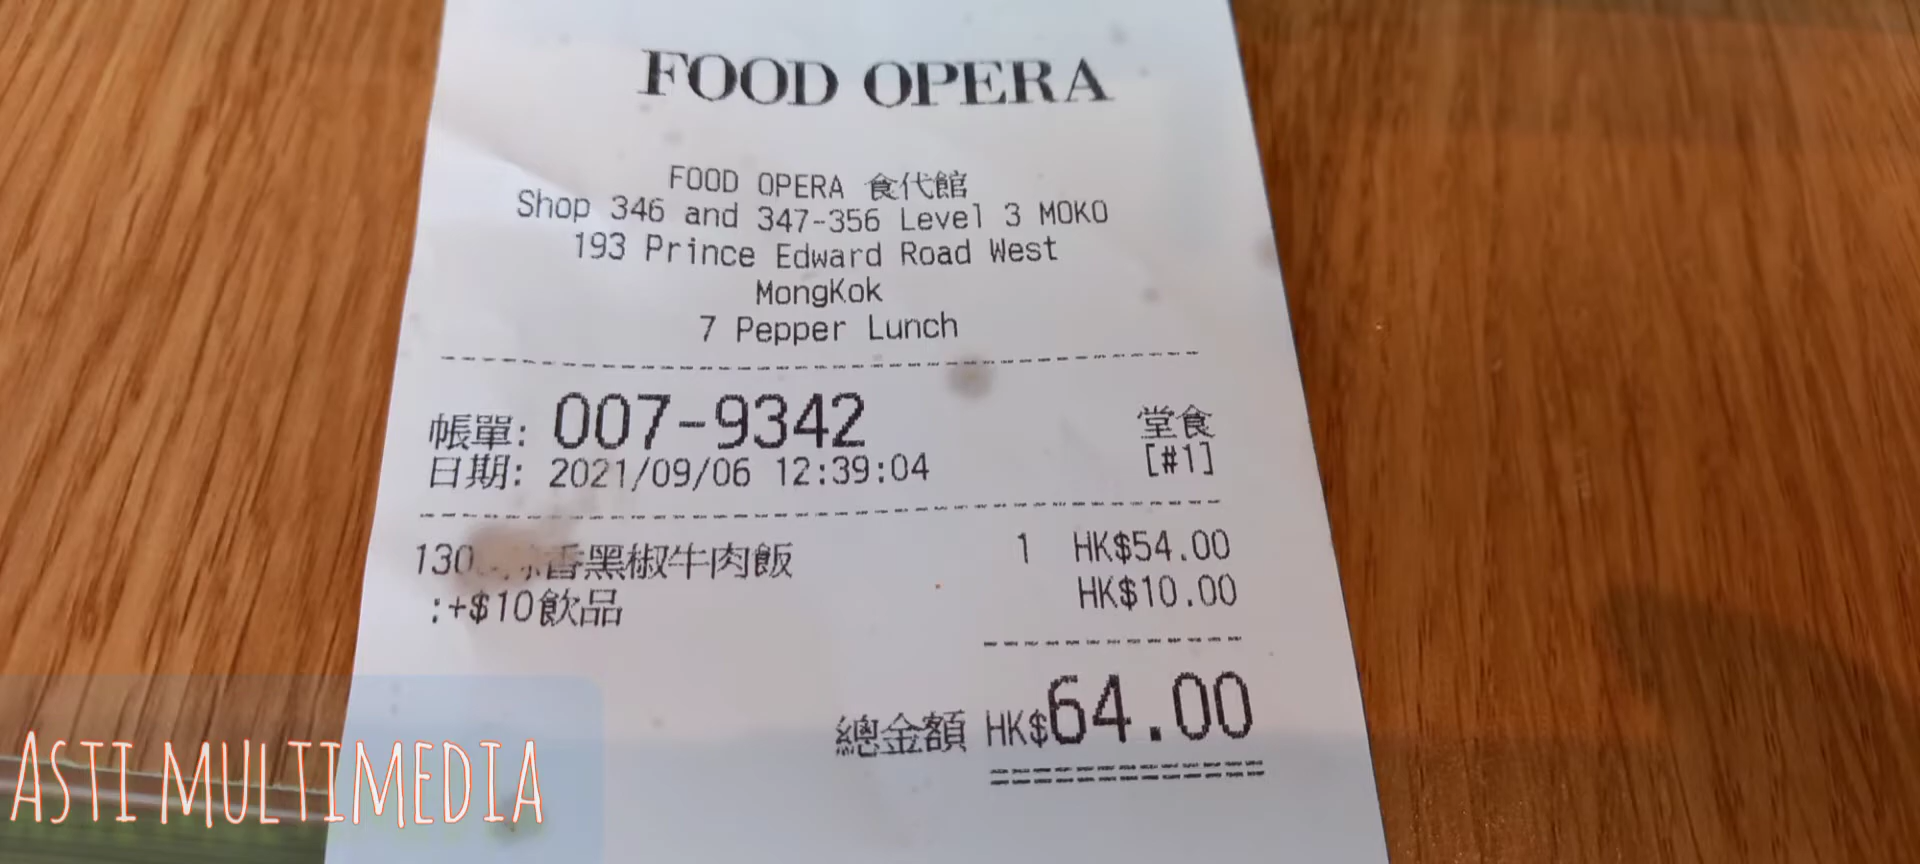 FOOD OPERA
FOOD OPERA 食代館
Shop 346 and 347-356 Level 3 MOKO
193 Prince Edward Road West
MongKok
7 Pepper Lunch
帳單: 007-9342 堂食
日期: 2021/09/06 12:39:04 [#1]
130 香黑椒牛肉飯 1 HK$54.00
:+$10飲品 HK$10.00
總金額 HK$64.00
ASTI MULTIMEDIA